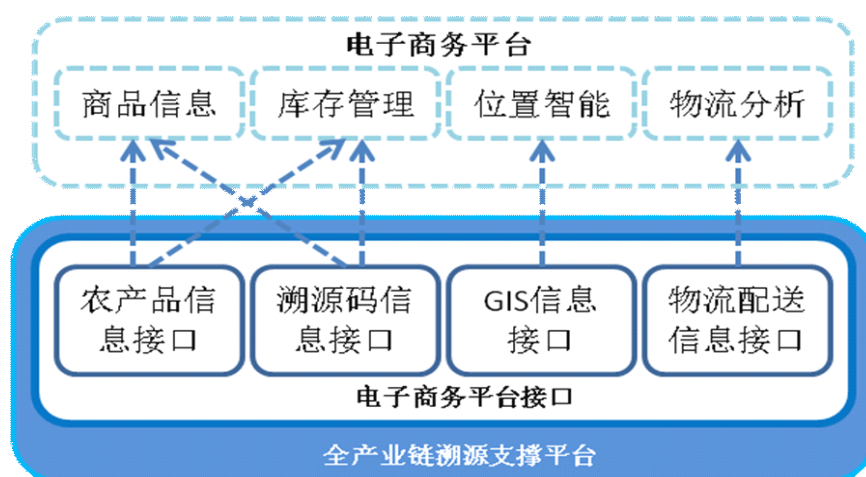 电子商务平台
商品信息
库存管理
位置智能
物流分析
农产品信
息接口
溯源码信
息接口
GIS信息
接口
物流配送
信息接口
电子商务平台接口
全产业链溯源支撑平台